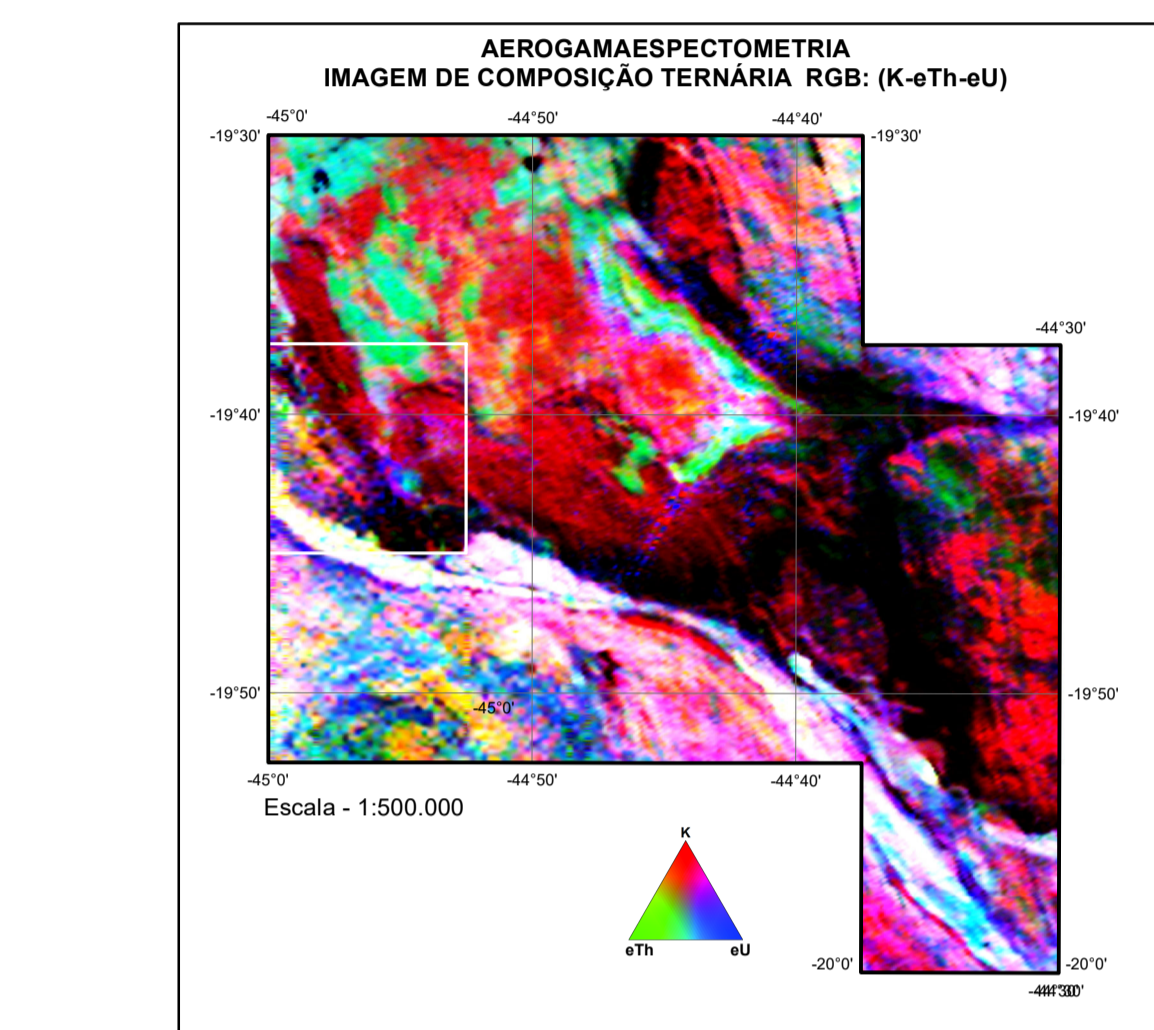 AEROGAMAESPECTOMETRIA
IMAGEM DE COMPOSIÇÃO TERNÁRIA RGB: (K-eTh-eU)
-45°0' -44°50' -44°40'
-19°30' -19°30'
-44°30'
-19°40' -19°40'
-19°50' -19°50'
-45°0'
-45°0' -44°50' -44°40'
Escala - 1:500.000
K
eTh eU
-20°0' -20°0'